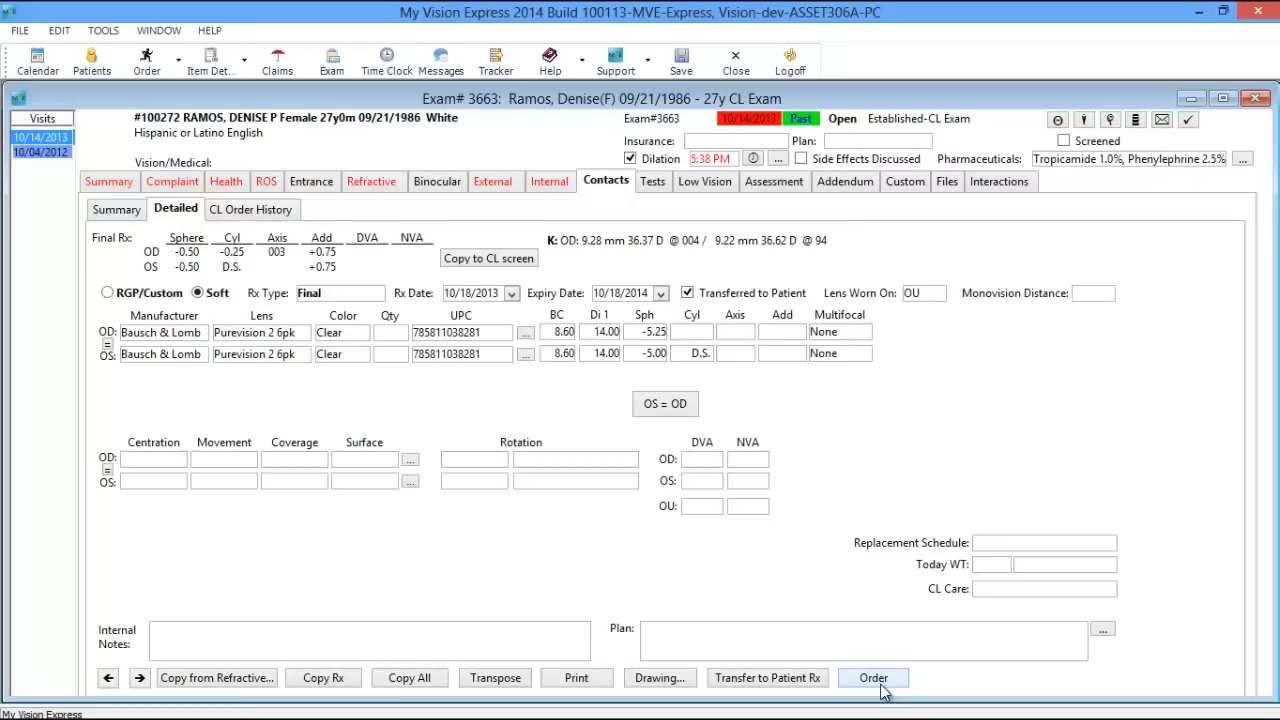 My Vision Express 2014 Build 100113-MVE-Express, Vision-dev-ASSET306A-PC
FILE EDIT TOOLS WINDOW HELP
Calendar Patients Order Item Det... Claims Exam Time Clock Messages Tracker Help Support Save Close Logoff
Exam# 3663: Ramos, Denise(F) 09/21/1986 - 27y CL Exam
Visits
10/14/2013
10/04/2012
#100272 RAMOS, DENISE P Female 27y0m 09/21/1986 White
Hispanic or Latino English
Vision/Medical:
Exam#3663 10/14/2013 Past Open Established-CL Exam
Insurance: Plan: Screened
Dilation 5:38 PM ... Side Effects Discussed Pharmaceuticals: Tropicamide 1.0%, Phenylephrine 2.5% ...
Summary Complaint Health ROS Entrance Refractive Binocular External Internal Contacts Tests Low Vision Assessment Addendum Custom Files Interactions
Summary Detailed CL Order History
Final Rx: Sphere Cyl Axis Add DVA NVA
OD -0.50 -0.25 003 +0.75
OS -0.50 D.S. +0.75
Copy to CL screen
K: OD: 9.28 mm 36.37 D @ 004 / 9.22 mm 36.62 D @ 94
RGP/Custom Soft Rx Type: Final Rx Date: 10/18/2013 Expiry Date: 10/18/2014 Transferred to Patient Lens Worn On: OU Monovision Distance:
Manufacturer Lens Color Qty UPC BC Di 1 Sph Cyl Axis Add Multifocal
OD: Bausch & Lomb Purevision 2 6pk Clear 785811038281 ... 8.60 14.00 -5.25 None
=
OS: Bausch & Lomb Purevision 2 6pk Clear 785811038281 ... 8.60 14.00 -5.00 D.S. None
OS = OD
Centration Movement Coverage Surface Rotation DVA NVA
OD: ... OD:
=
OS: ... OS:
OU:
Replacement Schedule:
Today WT:
CL Care:
Internal Notes:
Plan: ...
Copy from Refractive... Copy Rx Copy All Transpose Print Drawing... Transfer to Patient Rx Order
My Vision Express